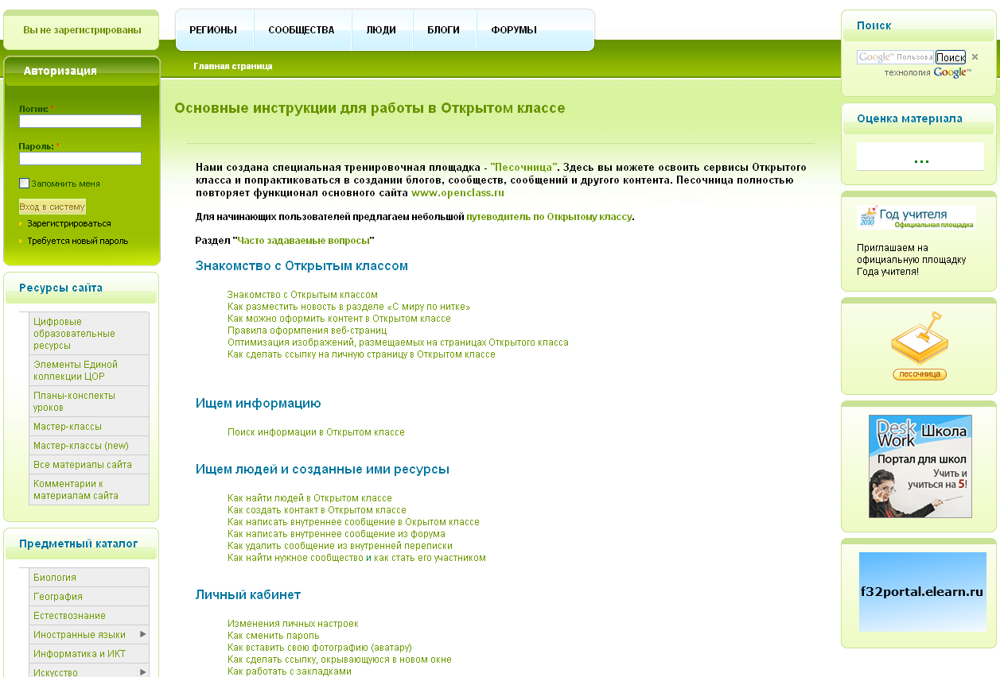 Вы не зарегистрированы
Авторизация
Логин: *
Пароль: *
Запомнить меня
Вход в систему
Зарегистрироваться
Требуется новый пароль
Ресурсы сайта
Цифровые
образовательные
ресурсы
Элементы Единой
коллекции ЦОР
Планы-конспекты
уроков
Мастер-классы
Мастер-классы (new)
Все материалы сайта
Комментарии к
материалам сайта
Предметный каталог
Биология
География
Естествознание
Иностранные языки
Информатика и ИКТ
Искусство
РЕГИОНЫ СООБЩЕСТВА ЛЮДИ БЛОГИ ФОРУМЫ
Главная страница
Основные инструкции для работы в Открытом классе
Нами создана специальная тренировочная площадка - "Песочница". Здесь вы можете освоить сервисы Открытого
класса и попрактиковаться в создании блогов, сообществ, сообщений и другого контента. Песочница полностью
повторяет функционал основного сайта www.openclass.ru
Для начинающих пользователей предлагаем небольшой путеводитель по Открытому классу.
Раздел "Часто задаваемые вопросы"
Знакомство с Открытым классом
Знакомство с Открытым классом
Как разместить новость в разделе «С миру по нитке»
Как можно оформить контент в Открытом классе
Правила оформления веб-страниц
Оптимизация изображений, размещаемых на страницах Открытого класса
Как сделать ссылку на личную страницу в Открытом классе
Ищем информацию
Поиск информации в Открытом классе
Ищем людей и созданные ими ресурсы
Как найти людей в Открытом классе
Как создать контакт в Открытом классе
Как написать внутреннее сообщение в Окрытом классе
Как написать внутреннее сообщение из форума
Как удалить сообщение из внутренней переписки
Как найти нужное сообщество и как стать его участником
Личный кабинет
Изменения личных настроек
Как сменить пароль
Как вставить свою фотографию (аватару)
Как сделать ссылку, окрывающуюся в новом окне
Как работать с закладками
Поиск
Google™ Пользова Поиск ×
технология Google™
Оценка материала
...
Год учителя
2010 Официальная площадка
Приглашаем на
официальную площадку
Года учителя!
песочница
Desk
Work Школа
Портал для школ
Учить и
учиться на 5!
f32portal.elearn.ru